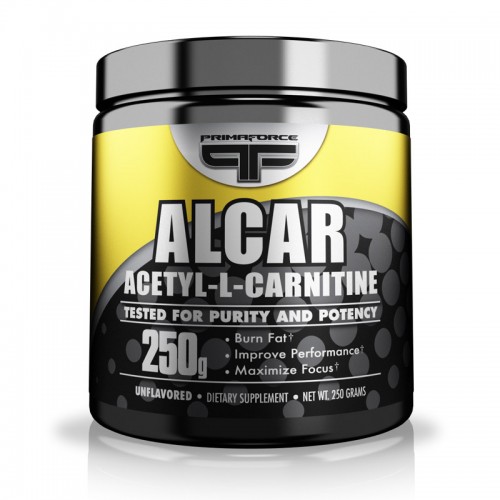 PRIMAFORCE
ALCAR
ACETYL-L-CARNITINE
TESTED FOR PURITY AND POTENCY
250g
• Burn Fat†
• Improve Performance†
• Maximize Focus†
UNFLAVORED • DIETARY SUPPLEMENT • NET WT. 250 GRAMS